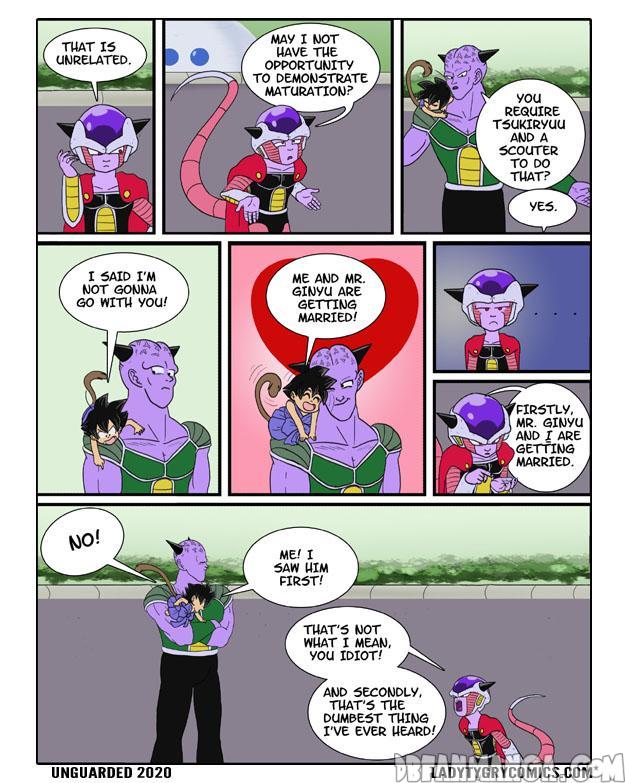 THAT IS
UNRELATED.
MAY I NOT
HAVE THE
OPPORTUNITY
TO DEMONSTRATE
MATURATION?
YOU
REQUIRE
TSUKIRYUU
AND A
SCOUTER
TO DO
THAT?
YES.
I SAID I'M
NOT GONNA
GO WITH YOU!
ME AND MR.
GINYU ARE
GETTING
MARRIED!
. . . .
FIRSTLY,
MR. GINYU
AND I ARE
GETTING
MARRIED.
NO!
ME! I
SAW HIM
FIRST!
THAT'S NOT
WHAT I MEAN,
YOU IDIOT!
AND SECONDLY,
THAT'S THE
DUMBEST THING
I'VE EVER HEARD!
UNGUARDED 2020
LADYTYGRYCOMICS.COM
DBFANMANGA.COM